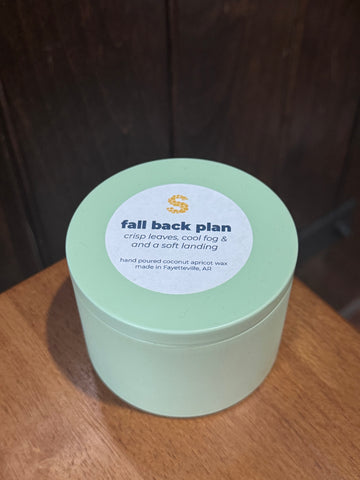 S
fall back plan
crisp leaves, cool fog &
and a soft landing
hand poured coconut apricot wax
made in Fayetteville, AR